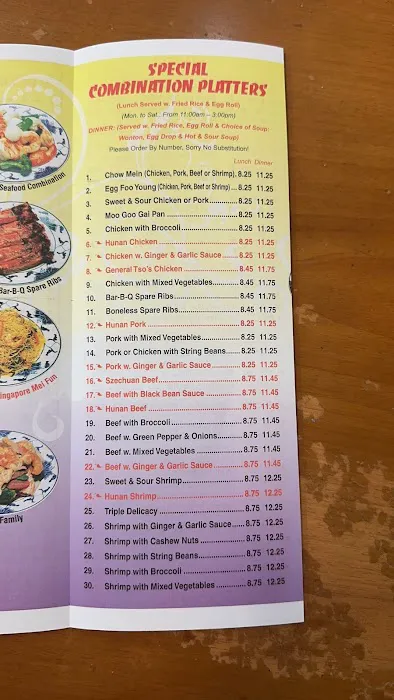 SPECIAL
COMBINATION PLATTERS
(Lunch Served w. Fried Rice & Egg Roll)
(Mon. to Sat.: From 11:00am – 3:00pm)
DINNER: (Served w. Fried Rice, Egg Roll & Choice of Soup:
Wonton, Egg Drop & Hot & Sour Soup)
Please Order By Number, Sorry No Substitution!
Lunch Dinner
1. Chow Mein (Chicken, Pork, Beef or Shrimp). 8.25 11.25
2. Egg Foo Young (Chicken, Pork, Beef or Shrimp) ... 8.25 11.25
3. Sweet & Sour Chicken or Pork........... 8.25 11.25
4. Moo Goo Gai Pan .......... 8.25 11.25
5. Chicken with Broccoli.......... 8.25 11.25
6. Hunan Chicken .......... 8.25 11.25
7. Chicken w. Ginger & Garlic Sauce ...... 8.25 11.25
8. General Tso's Chicken .......... 8.45 11.75
9. Chicken with Mixed Vegetables.......... 8.45 11.75
10. Bar-B-Q Spare Ribs.......... 8.45 11.75
11. Boneless Spare Ribs.......... 8.45 11.75
12. Hunan Pork .......... 8.25 11.25
13. Pork with Mixed Vegetables.......... 8.25 11.25
14. Pork or Chicken with String Beans...... 8.25 11.25
15. Pork w. Ginger & Garlic Sauce .......... 8.25 11.25
16. Szechuan Beef.......... 8.75 11.45
17. Beef with Black Bean Sauce .......... 8.75 11.45
18. Hunan Beef .......... 8.75 11.45
19. Beef with Broccoli .......... 8.75 11.45
20. Beef w. Green Pepper & Onions.......... 8.75 11.45
21. Beef w. Mixed Vegetables .......... 8.75 11.45
22. Beef w. Ginger & Garlic Sauce .......... 8.75 11.45
23. Sweet & Sour Shrimp.......... 8.75 12.25
24. Hunan Shrimp.......... 8.75 12.25
25. Triple Delicacy .......... 8.75 12.25
26. Shrimp with Ginger & Garlic Sauce...... 8.75 12.25
27. Shrimp with Cashew Nuts .......... 8.75 12.25
28. Shrimp with String Beans.......... 8.75 12.25
29. Shrimp with Broccoli .......... 8.75 12.25
30. Shrimp with Mixed Vegetables .......... 8.75 12.25
Seafood Combination
Bar-B-Q Spare Ribs
Singapore Mei Fun
Family